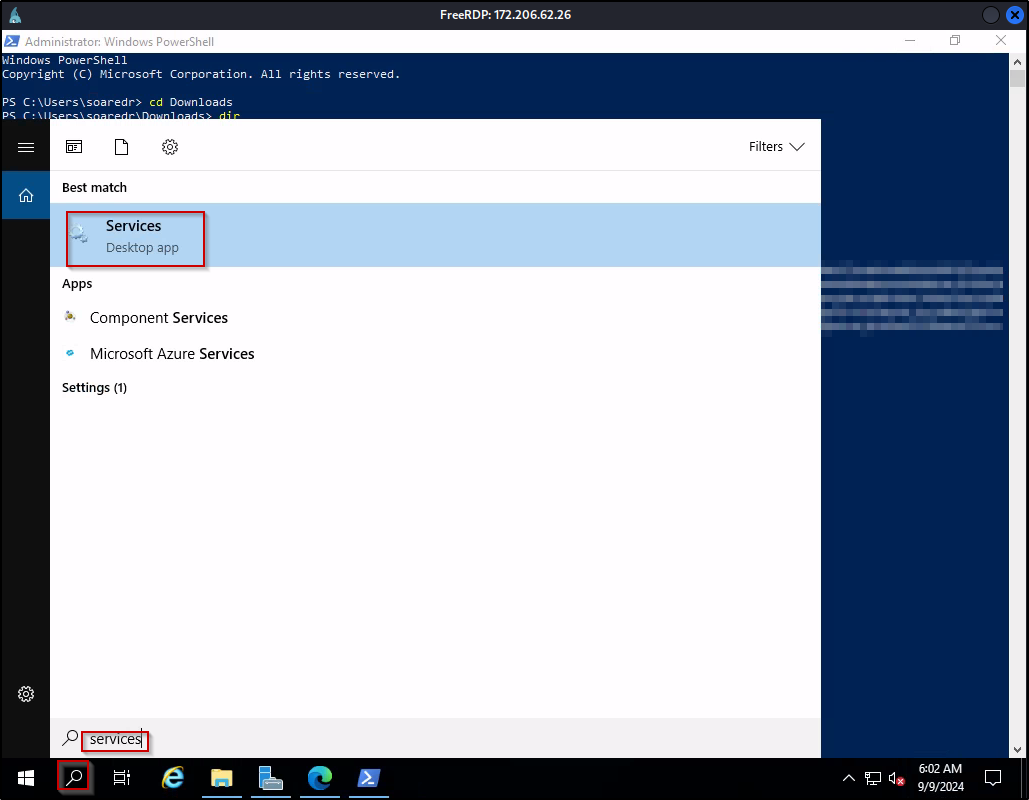 FreeRDP: 172.206.62.26
Administrator: Windows PowerShell
Windows PowerShell
Copyright (C) Microsoft Corporation. All rights reserved.
PS C:\Users\soaredr> cd Downloads
PS C:\Users\soaredr\Downloads> dir
Filters
Best match
Services
Desktop app
Apps
Component Services
Microsoft Azure Services
Settings (1)
services
6:02 AM
9/9/2024